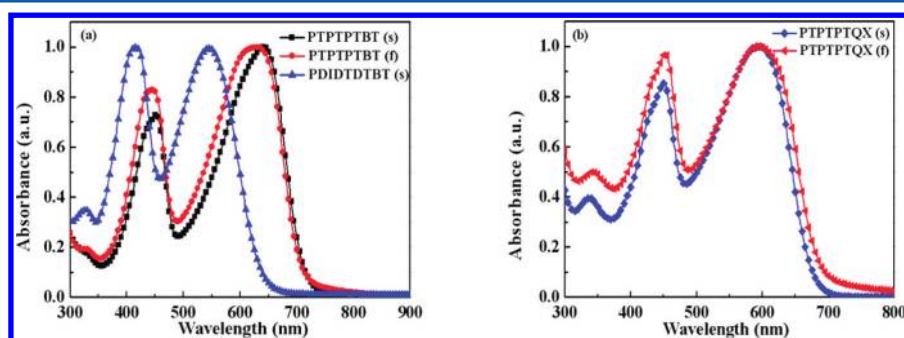 (a)
PTPTPTBT (s)
PTPTPTBT (f)
PDIDTDTBT (s)
1.0
0.8
0.6
0.4
0.2
0.0
Absorbance (a.u.)
300 400 500 600 700 800 900
Wavelength (nm)
(b)
PTPTPTQX (s)
PTPTPTQX (f)
1.0
0.8
0.6
0.4
0.2
0.0
Absorbance (a.u.)
300 400 500 600 700 800
Wavelength (nm)